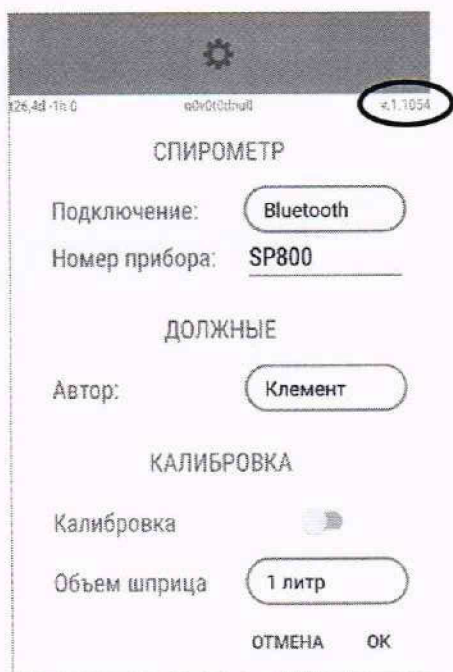 v.1.1054
СПИРОМЕТР
Подключение: Bluetooth
Номер прибора: SP800
ДОЛЖНЫЕ
Автор: Клемент
КАЛИБРОВКА
Калибровка
Объем шприца 1 литр
ОТМЕНА OK